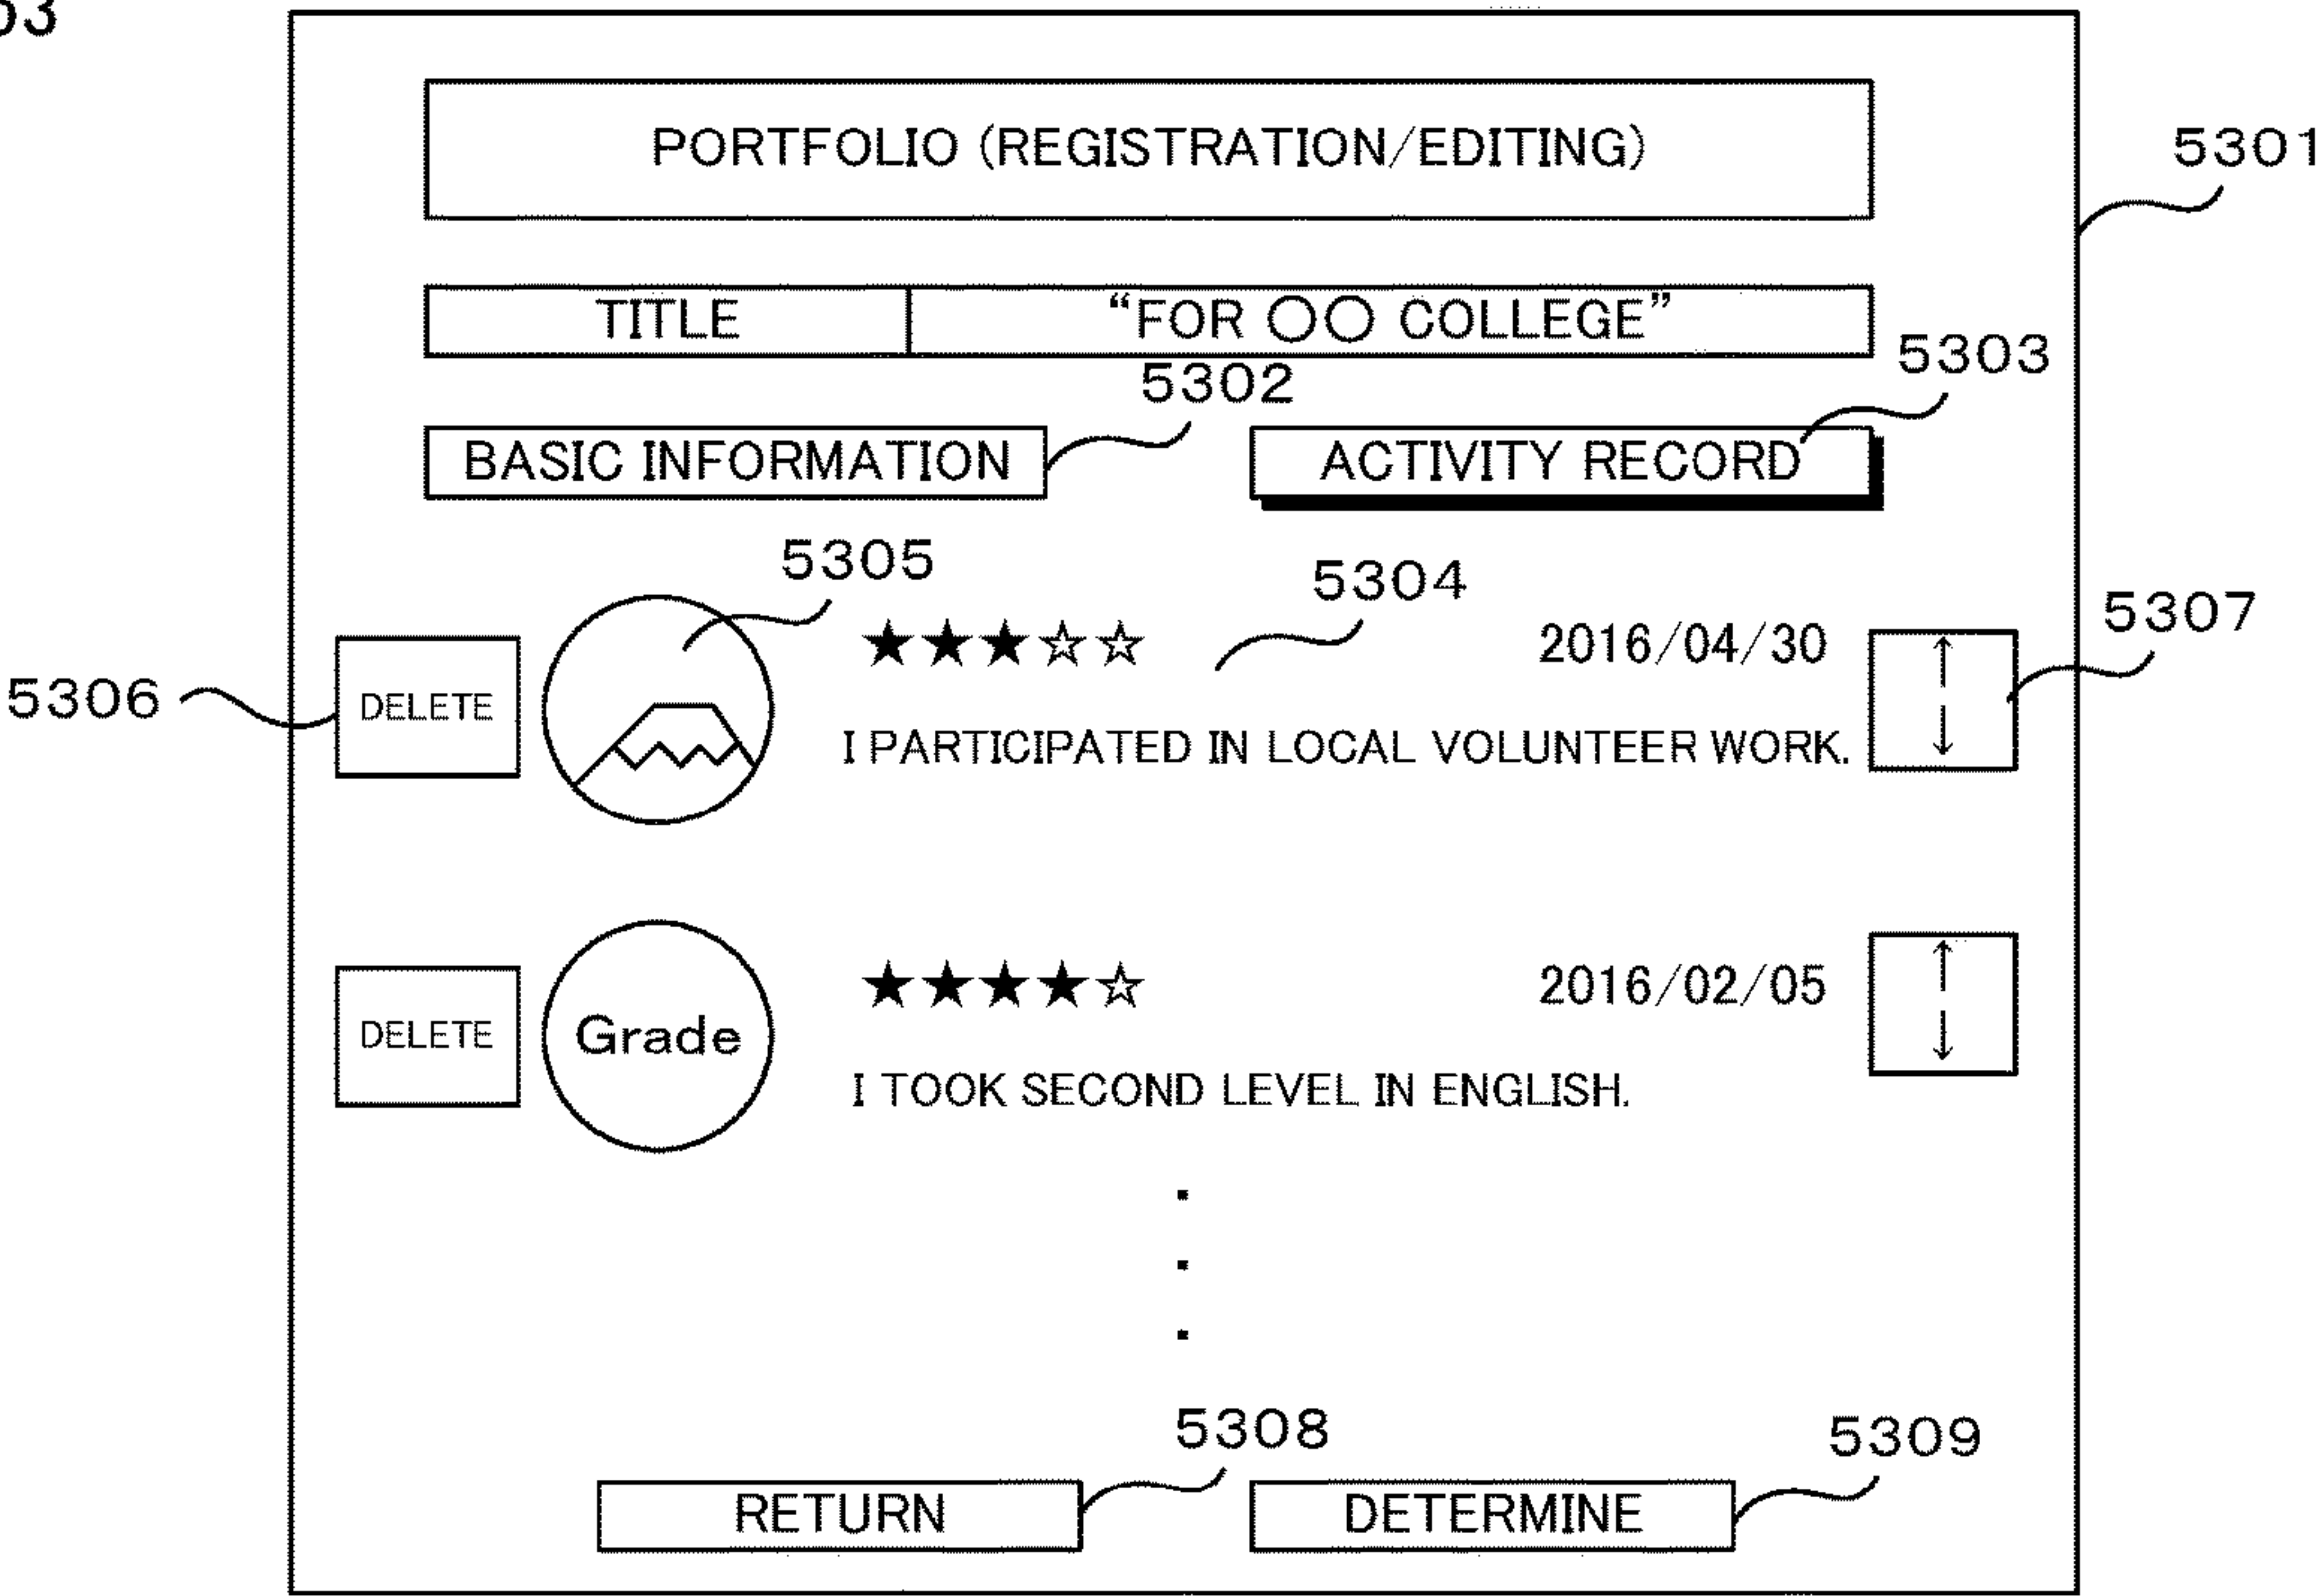 53
PORTFOLIO (REGISTRATION/EDITING)
5301
TITLE
“FOR ○○ COLLEGE”
5302
5303
BASIC INFORMATION
ACTIVITY RECORD
5305
5304
★★★☆☆
2016/04/30
5307
5306
DELETE
I PARTICIPATED IN LOCAL VOLUNTEER WORK.
★★★★☆
2016/02/05
DELETE
Grade
I TOOK SECOND LEVEL IN ENGLISH.
5308
5309
RETURN
DETERMINE